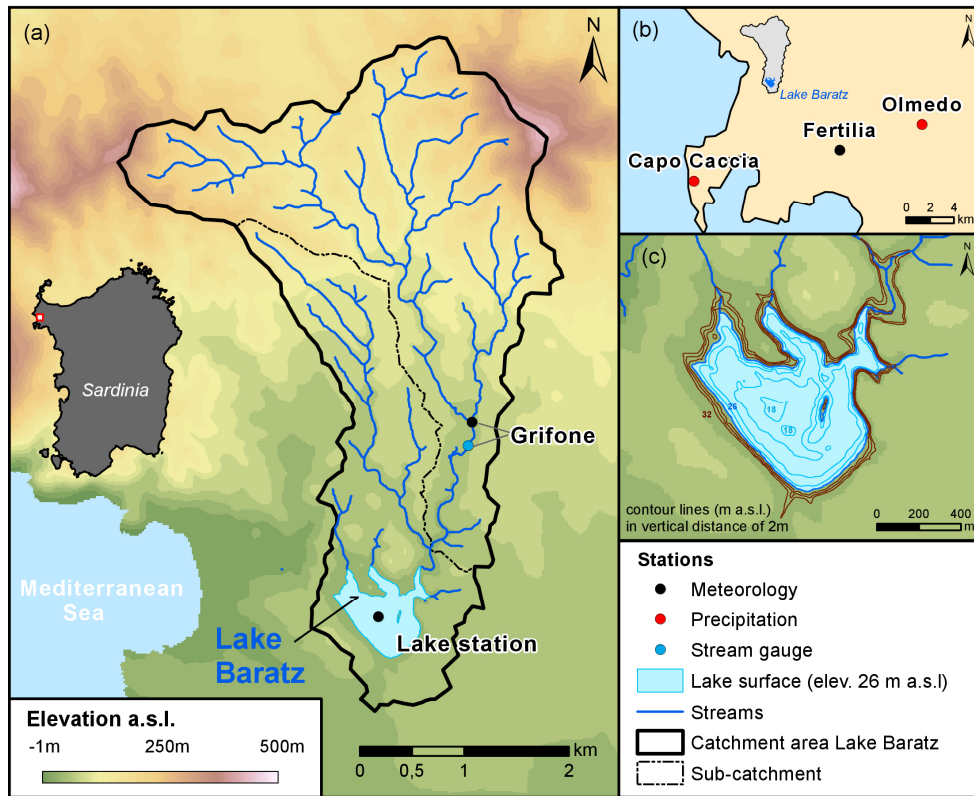 (a)
N
Sardinia
Grifone
Mediterranean
Sea
Lake
Baratz
Lake station
Elevation a.s.l.
-1m
250m
500m
km
0
0,5
1
2
(b)
N
Lake Baratz
Olmedo
Fertilia
Capo Caccia
0 2 4
km
(c)
N
32
26
18
18
contour lines (m a.s.l.)
in vertical distance of 2m
0 200 400
m
Stations
Meteorology
Precipitation
Stream gauge
Lake surface (elev. 26 m a.s.l)
Streams
Catchment area Lake Baratz
Sub-catchment